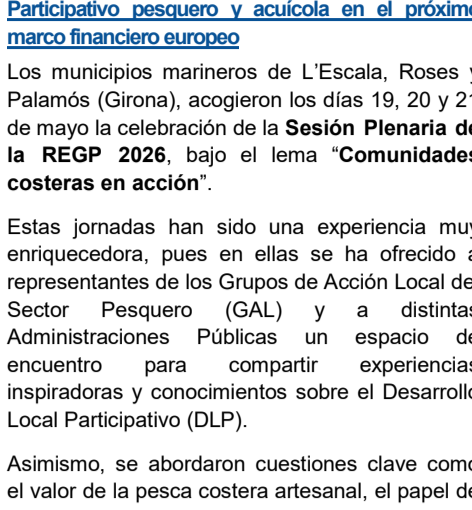 Participativo pesquero y acuícola en el próximo
marco financiero europeo
Los municipios marineros de L’Escala, Roses y
Palamós (Girona), acogieron los días 19, 20 y 21
de mayo la celebración de la Sesión Plenaria de
la REGP 2026, bajo el lema “Comunidades
costeras en acción”.
Estas jornadas han sido una experiencia muy
enriquecedora, pues en ellas se ha ofrecido a
representantes de los Grupos de Acción Local del
Sector Pesquero (GAL) y a distintas
Administraciones Públicas un espacio de
encuentro para compartir experiencias
inspiradoras y conocimientos sobre el Desarrollo
Local Participativo (DLP).
Asimismo, se abordaron cuestiones clave como
el valor de la pesca costera artesanal, el papel de